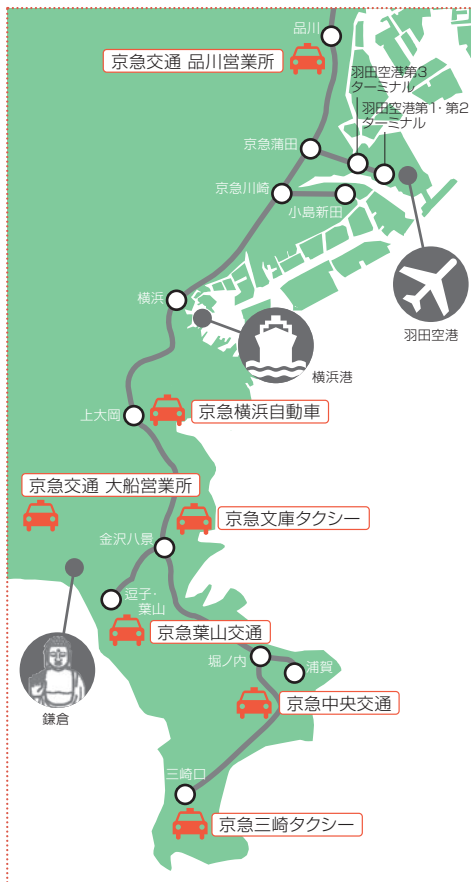 品川
京急交通 品川営業所
羽田空港第3
ターミナル
羽田空港第1・第2
ターミナル
京急蒲田
京急川崎
小島新田
羽田空港
横浜
横浜港
上大岡
京急横浜自動車
京急交通 大船営業所
京急文庫タクシー
金沢八景
逗子・
葉山
京急葉山交通
堀ノ内
浦賀
京急中央交通
鎌倉
三崎口
京急三崎タクシー